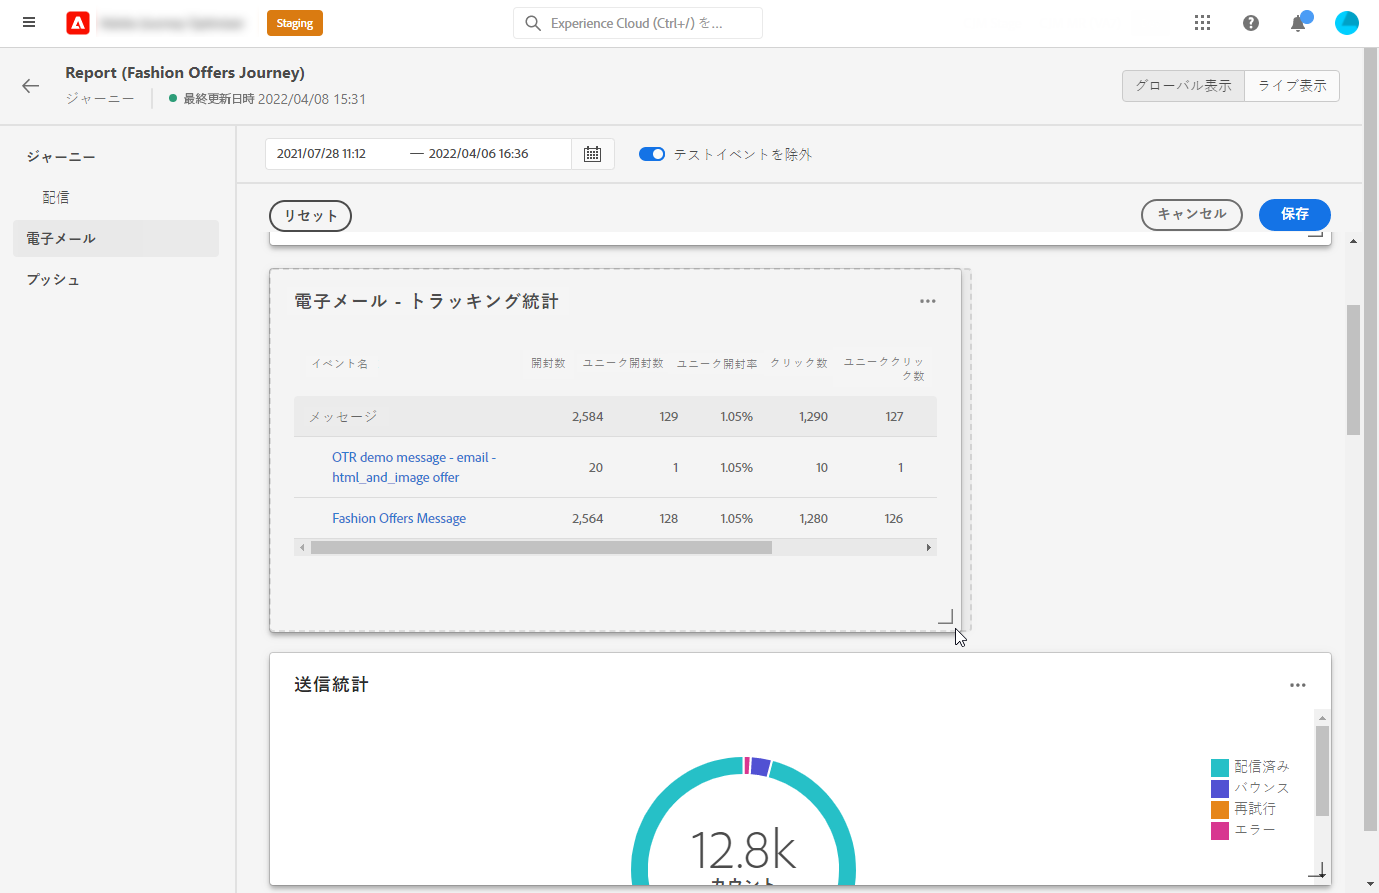 Staging
Experience Cloud (Ctrl+/) を...
Report (Fashion Offers Journey)
ジャーニー
最終更新日時 2022/04/08 15:31
グローバル表示
ライブ表示
ジャーニー
配信
電子メール
プッシュ
2021/07/28 11:12 — 2022/04/06 16:36
テストイベントを除外
リセット
キャンセル
保存
電子メール - トラッキング統計
イベント名 開封数 ユニーク開封数 ユニーク開封率 クリック数 ユニーククリッ
ク数
メッセージ 2,584 129 1.05% 1,290 127
OTR demo message - email -
html_and_image offer 20 1 1.05% 10 1
Fashion Offers Message 2,564 128 1.05% 1,280 126
送信統計
配信済み
バウンス
再試行
エラー
12.8k
カウント